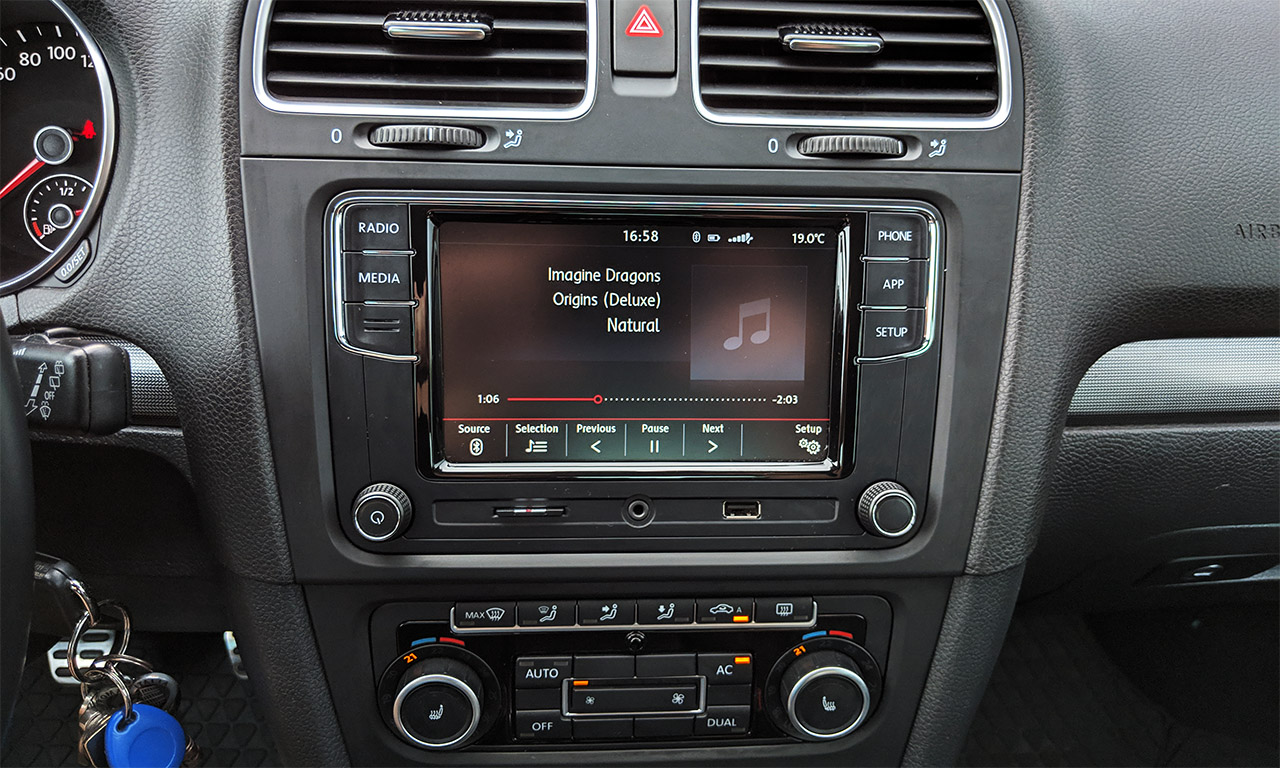 60 80 100 12
1/2
0.0/SET
0
0
AIRB
RADIO
MEDIA
PHONE
APP
SETUP
16:58
19.0°C
Imagine Dragons
Origins (Deluxe)
Natural
1:06
-2:03
Source
Selection
Previous
Pause
Next
Setup
OFF
MAX
A
21
21
AUTO
AC
OFF
DUAL